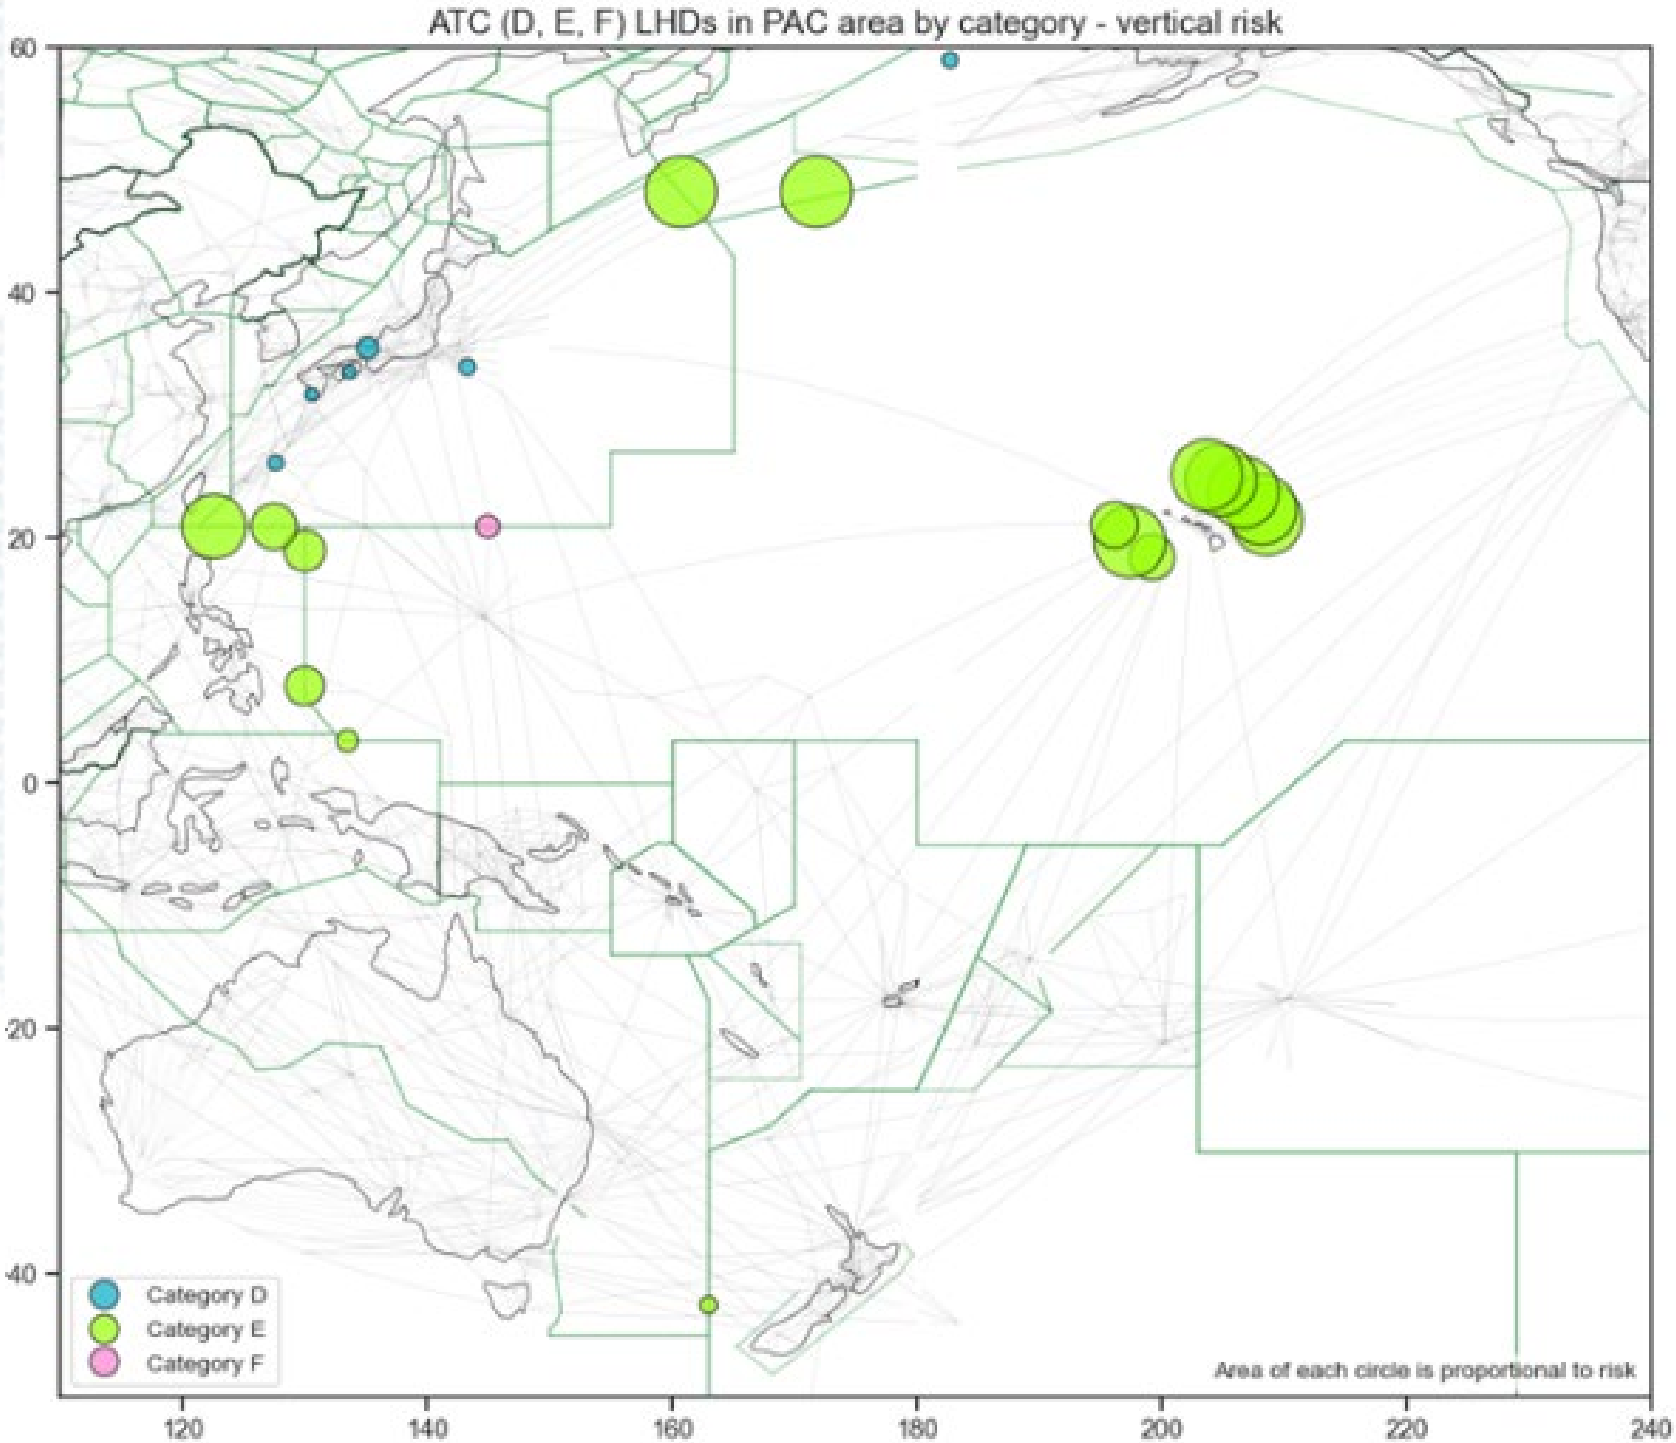 ATC (D, E, F) LHDs in PAC area by category - vertical risk
60
40
20
0
20
40
Category D
Category E
Category F
Area of each circle is proportional to risk
120 140 160 180 200 220 240